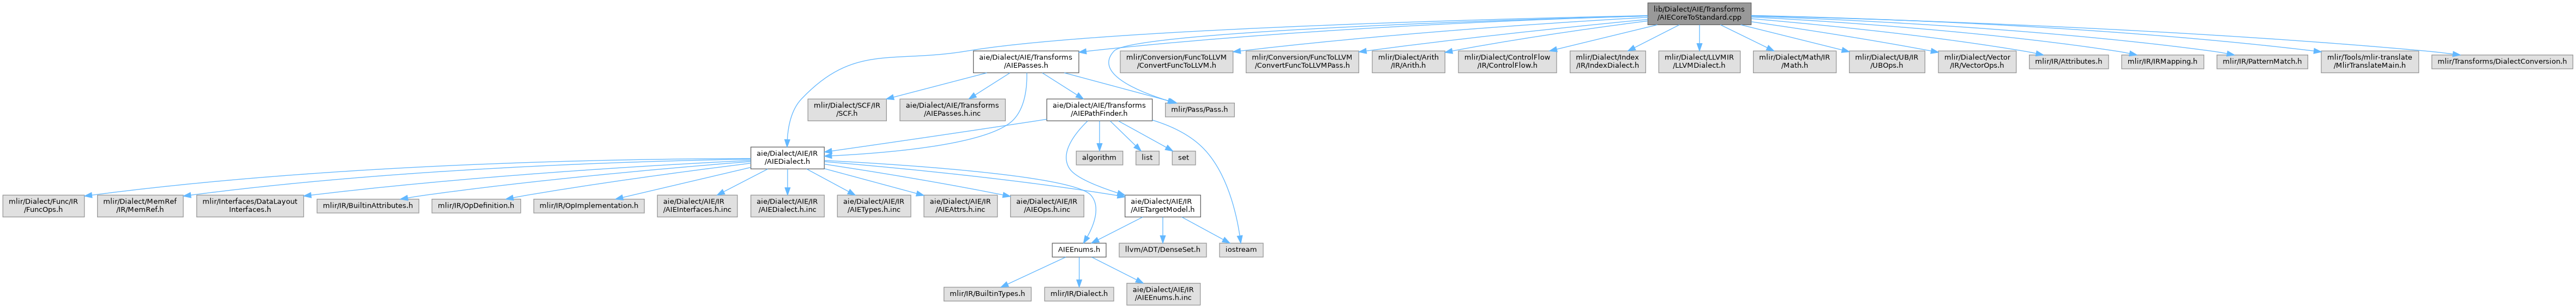 lib/Dialect/AIE/Transforms
/AIECoreToStandard.cpp
aie/Dialect/AIE/Transforms
/AIEPasses.h
mlir/Conversion/FuncToLLVM
/ConvertFuncToLLVM.h
mlir/Conversion/FuncToLLVM
/ConvertFuncToLLVMPass.h
mlir/Dialect/Arith
/IR/Arith.h
mlir/Dialect/ControlFlow
/IR/ControlFlow.h
mlir/Dialect/Index
/IR/IndexDialect.h
mlir/Dialect/LLVMIR
/LLVMDialect.h
mlir/Dialect/Math/IR
/Math.h
mlir/Dialect/UB/IR
/UBOps.h
mlir/Dialect/Vector
/IR/VectorOps.h
mlir/IR/Attributes.h
mlir/IR/IRMapping.h
mlir/IR/PatternMatch.h
mlir/Tools/mlir-translate
/MlirTranslateMain.h
mlir/Transforms/DialectConversion.h
mlir/Dialect/SCF/IR
/SCF.h
aie/Dialect/AIE/Transforms
/AIEPasses.h.inc
aie/Dialect/AIE/Transforms
/AIEPathFinder.h
mlir/Pass/Pass.h
aie/Dialect/AIE/IR
/AIEDialect.h
algorithm
list
set
mlir/Dialect/Func/IR
/FuncOps.h
mlir/Dialect/MemRef
/IR/MemRef.h
mlir/Interfaces/DataLayout
Interfaces.h
mlir/IR/BuiltinAttributes.h
mlir/IR/OpDefinition.h
mlir/IR/OpImplementation.h
aie/Dialect/AIE/IR
/AIEInterfaces.h.inc
aie/Dialect/AIE/IR
/AIEDialect.h.inc
aie/Dialect/AIE/IR
/AIETypes.h.inc
aie/Dialect/AIE/IR
/AIEAttrs.h.inc
aie/Dialect/AIE/IR
/AIEOps.h.inc
aie/Dialect/AIE/IR
/AIETargetModel.h
AIEEnums.h
llvm/ADT/DenseSet.h
iostream
mlir/IR/BuiltinTypes.h
mlir/IR/Dialect.h
aie/Dialect/AIE/IR
/AIEEnums.h.inc